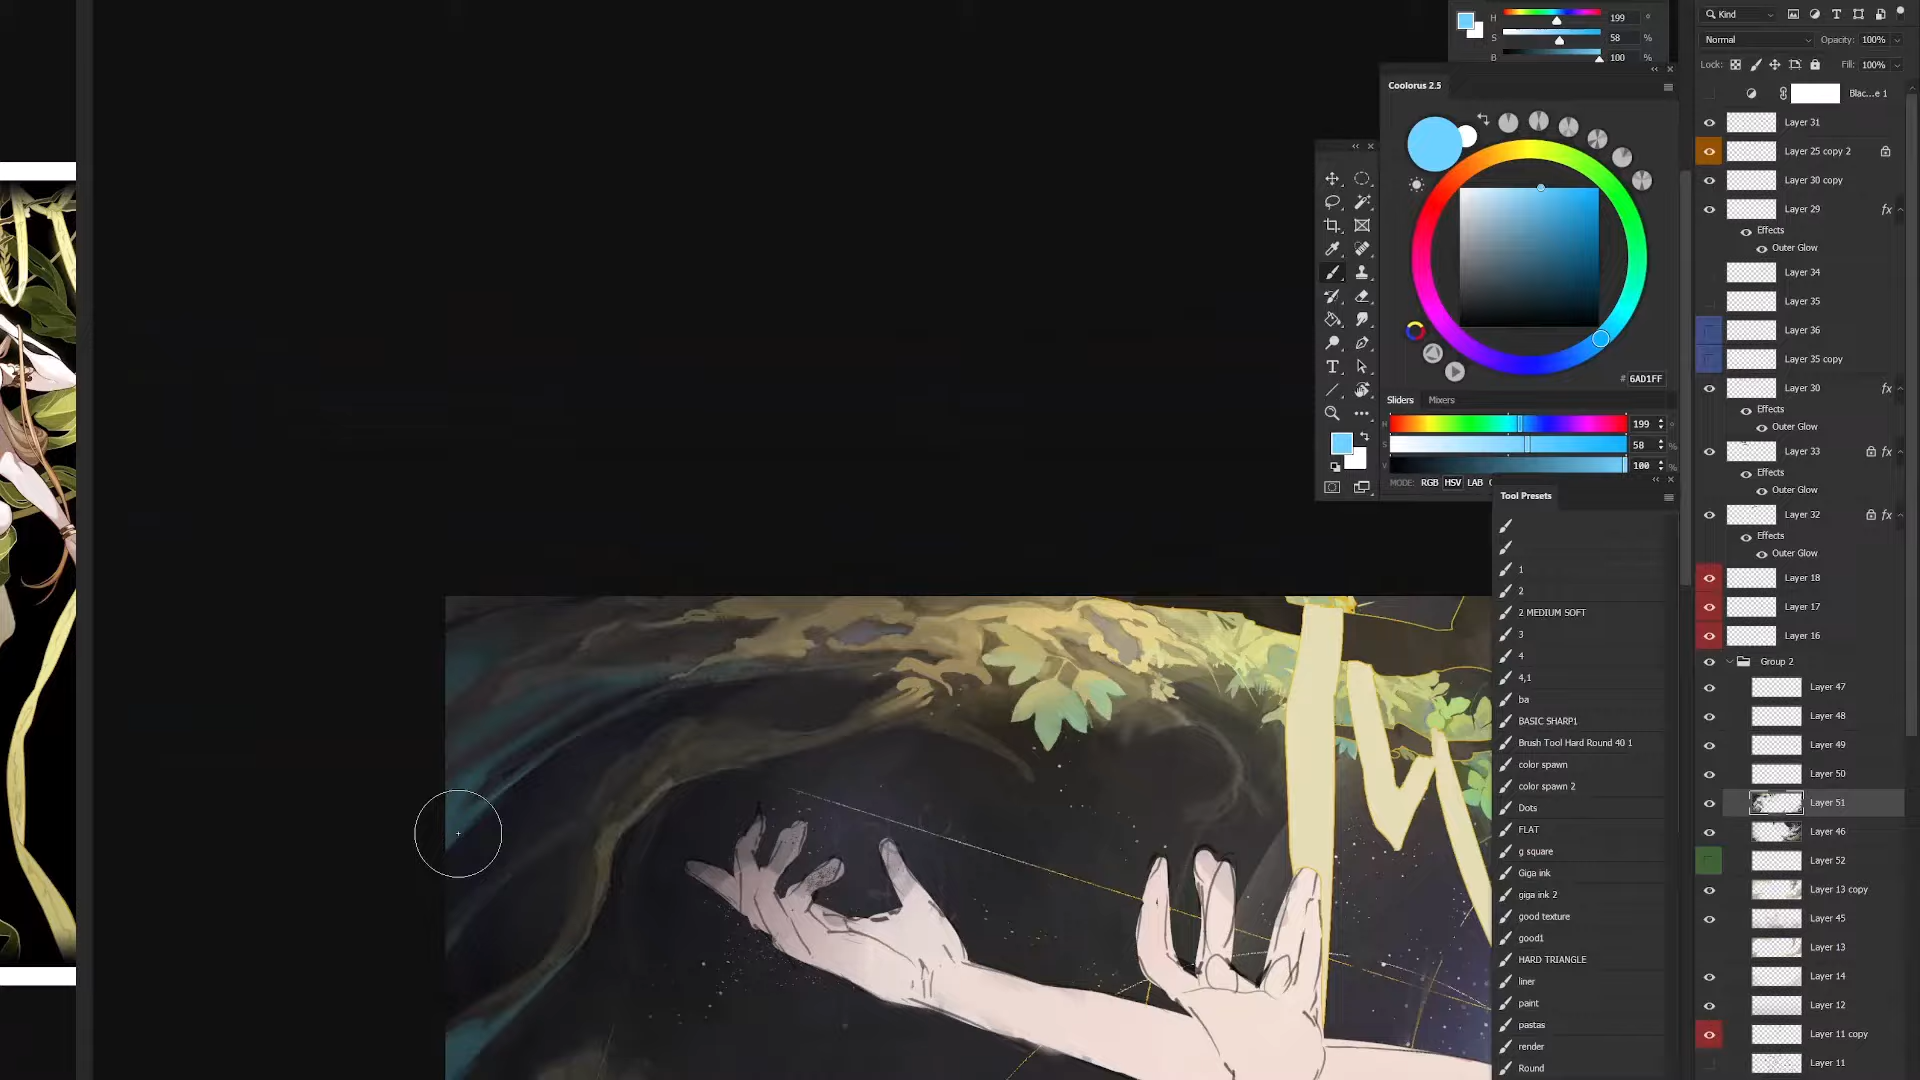 H 199 °
S 58 %
B 100 %
Coolorus 2.5
# 6AD1FF
Sliders Mixers
H 199 °
S 58 %
V 100 %
MODE: RGB HSV LAB
Tool Presets
1
2
2 MEDIUM SOFT
3
4
4,1
ba
BASIC SHARP1
Brush Tool Hard Round 40 1
color spawn
color spawn 2
Dots
FLAT
g square
Giga ink
giga ink 2
good texture
good1
HARD TRIANGLE
liner
paint
pastas
render
Round
Kind
Normal Opacity: 100%
Lock: Fill: 100%
Blac...e 1
Layer 31
Layer 25 copy 2
Layer 30 copy
Layer 29 fx
Effects
Outer Glow
Layer 34
Layer 35
Layer 36
Layer 35 copy
Layer 30 fx
Effects
Outer Glow
Layer 33 fx
Effects
Outer Glow
Layer 32 fx
Effects
Outer Glow
Layer 18
Layer 17
Layer 16
Group 2
Layer 47
Layer 48
Layer 49
Layer 50
Layer 51
Layer 46
Layer 52
Layer 13 copy
Layer 45
Layer 13
Layer 14
Layer 12
Layer 11 copy
Layer 11